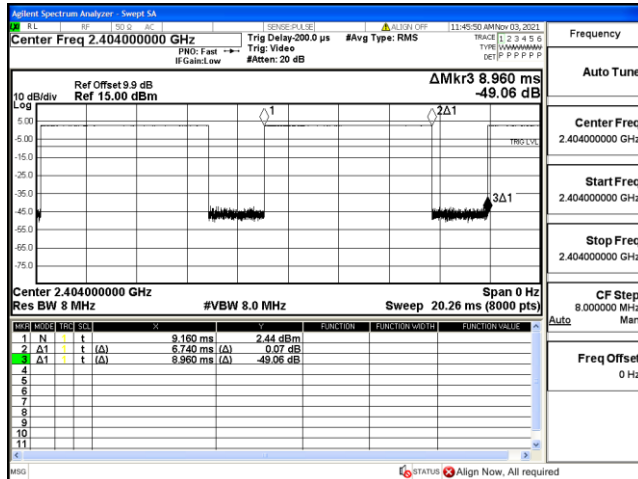 Agilent Spectrum Analyzer - Swept SA
RL RF 50 Ω AC SENSE:PULSE ALIGN OFF 11:45:50 AM Nov 03, 2021
Center Freq 2.404000000 GHz
PNO: Fast
IFGain:Low
Trig Delay-200.0 µs
Trig: Video
#Atten: 20 dB
#Avg Type: RMS
TRACE 1 2 3 4 5 6
TYPE WWWWWW
DET P P P P P P
Ref Offset 9.9 dB
Ref 15.00 dBm
10 dB/div
Log
ΔMkr3 8.960 ms
-49.06 dB
5.00
-5.00
-15.0
-25.0
-35.0
-45.0
-55.0
-65.0
-75.0
1
2Δ1
TRIG LVL
3Δ1
Center 2.404000000 GHz
Span 0 Hz
Res BW 8 MHz
#VBW 8.0 MHz
Sweep 20.26 ms (8000 pts)
MKR MODE TRC SCL X Y FUNCTION FUNCTION WIDTH FUNCTION VALUE
1 N 1 t 9.160 ms 2.44 dBm
2 Δ1 1 t (Δ) 6.740 ms (Δ) 0.07 dB
3 Δ1 1 t (Δ) 8.960 ms (Δ) -49.06 dB
4
5
6
7
8
9
10
11
MSG
STATUS Align Now, All required
Frequency
Auto Tune
Center Freq
2.404000000 GHz
Start Freq
2.404000000 GHz
Stop Freq
2.404000000 GHz
CF Step
8.000000 MHz
Auto Man
Freq Offset
0 Hz